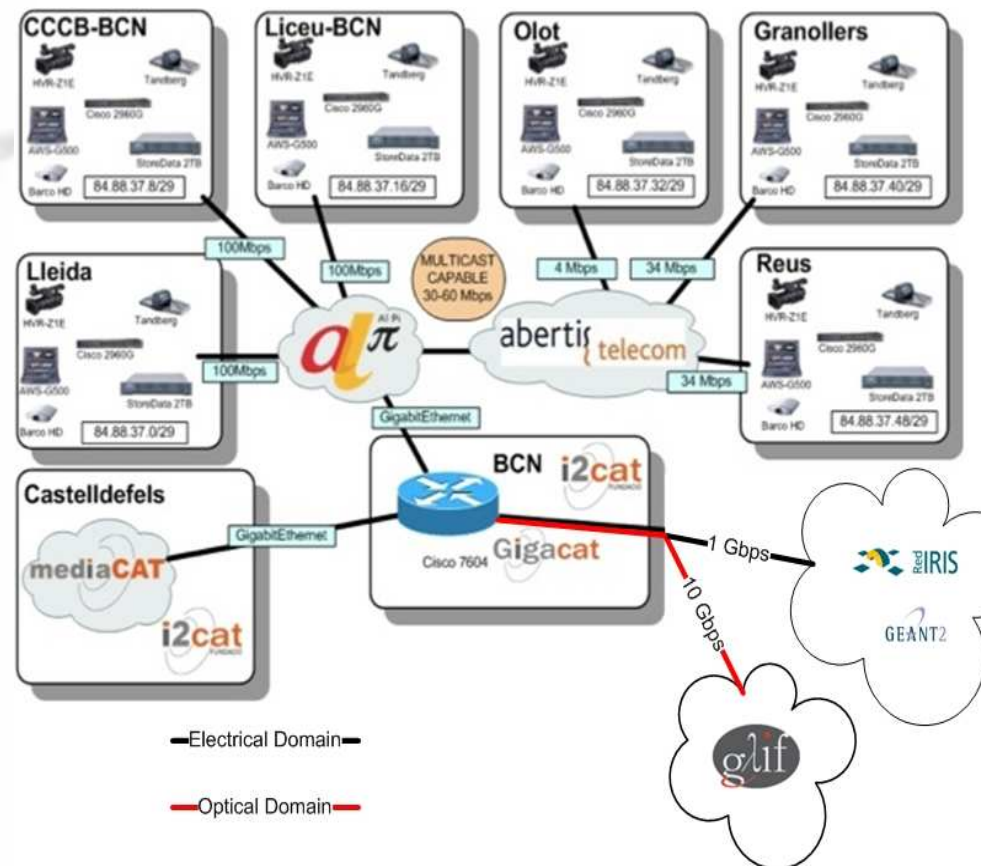 CCCB-BCN
HVR-Z1E
Tandberg
Cisco 2960G
AWS-G500
StoreData 2TB
Barco HD
84.88.37.8/29
Liceu-BCN
HVR-Z1E
Tandberg
Cisco 2960G
AWS-G500
StoreData 2TB
Barco HD
84.88.37.16/29
Olot
HVR-Z1E
Tandberg
Cisco 2960G
AWS-G500
StoreData 2TB
Barco HD
84.88.37.32/29
Granollers
HVR-Z1E
Tandberg
Cisco 2960G
AWS-G500
StoreData 2TB
Barco HD
84.88.37.40/29
100Mbps
100Mbps
MULTICAST
CAPABLE
30-60 Mbps
4 Mbps
34 Mbps
Lleida
HVR-Z1E
Tandberg
Cisco 2960G
AWS-G500
StoreData 2TB
Barco HD
84.88.37.0/29
100Mbps
Al Pi
al π
abertis
telecom
34 Mbps
Reus
HVR-Z1E
Tandberg
Cisco 2960G
AWS-G500
StoreData 2TB
Barco HD
84.88.37.48/29
GigabitEthernet
Castelldefels
mediaCAT
i2cat
FUNDACIÓ
GigabitEthernet
BCN
i2cat
FUNDACIÓ
Cisco 7604
Gigacat
1 Gbps
10 Gbps
RedIRIS
GEANT2
glif
Electrical Domain
Optical Domain